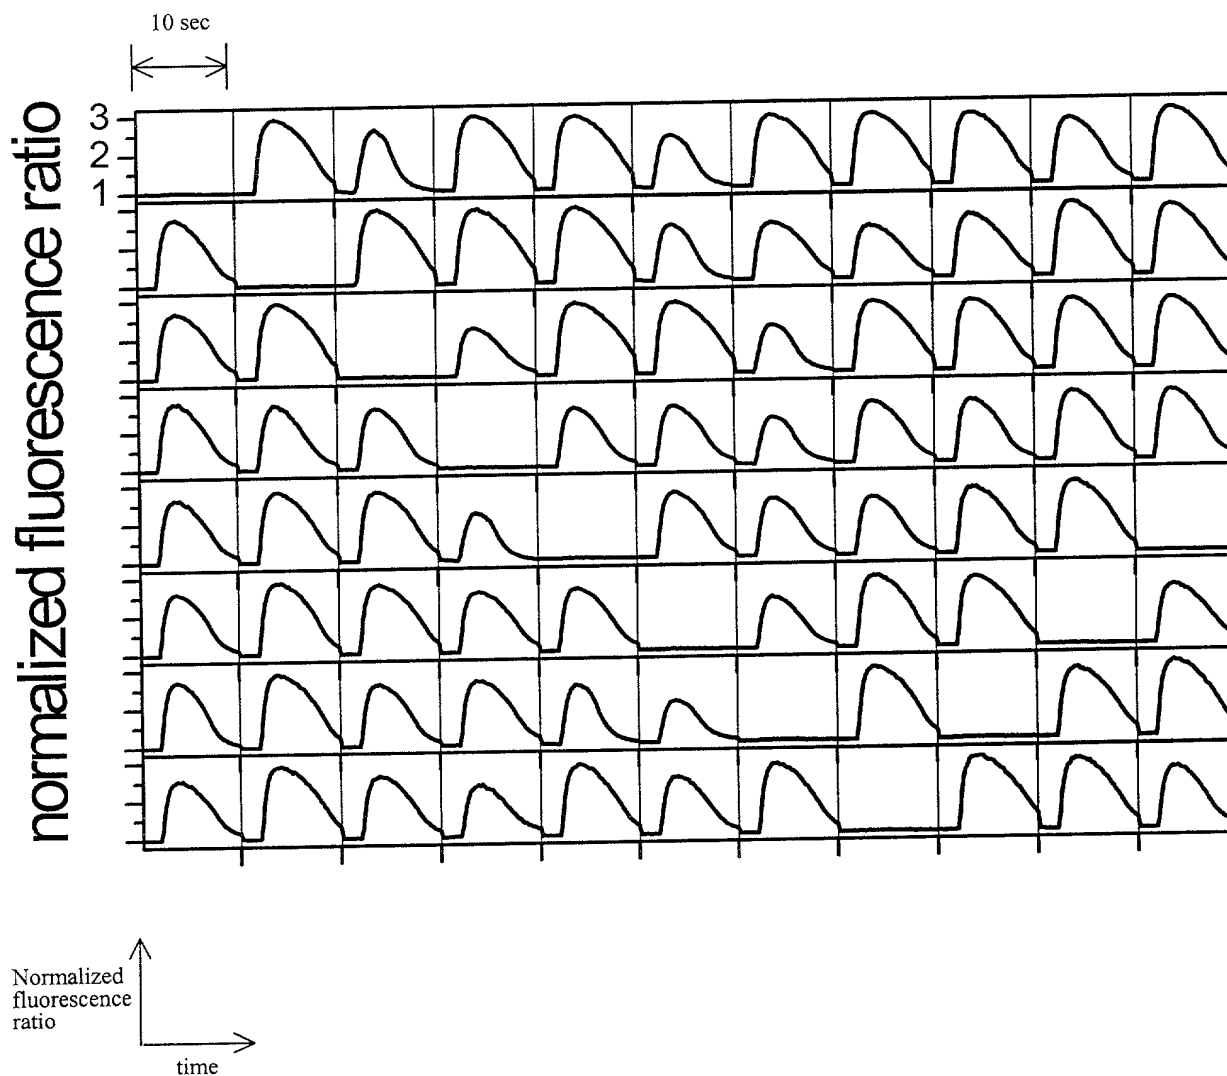 10 sec
normalized fluorescence ratio
3
2
1
Normalized
fluorescence
ratio
time